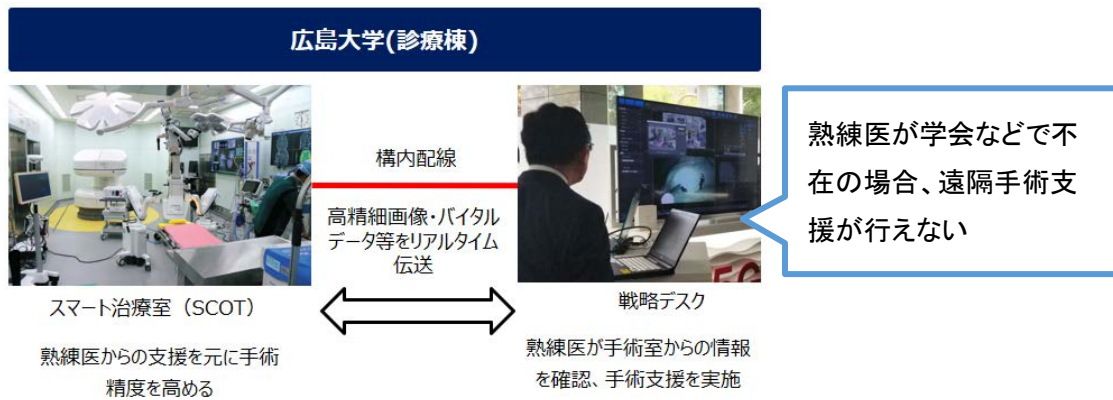 広島大学(診療棟)
構内配線
高精細画像・バイタル
データ等をリアルタイム
伝送
スマート治療室（SCOT）
熟練医からの支援を元に手術
精度を高める
戦略デスク
熟練医が手術室からの情報
を確認、手術支援を実施
熟練医が学会などで不
在の場合、遠隔手術支
援が行えない
5G